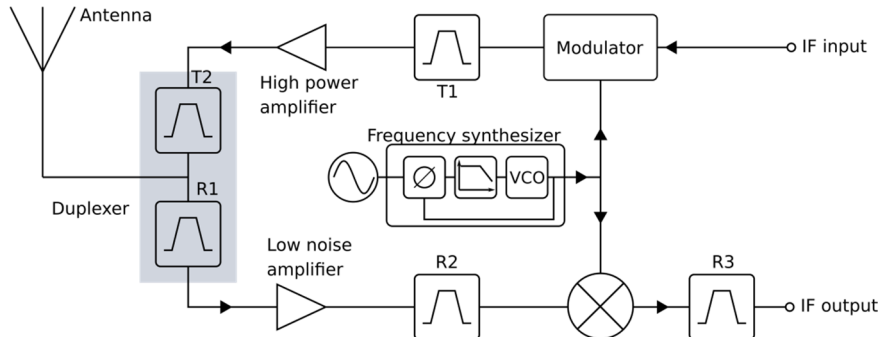 Antenna
T2
High power
amplifier
T1
Modulator
IF input
Frequency synthesizer
VCO
R1
Duplexer
Low noise
amplifier
R2
R3
IF output